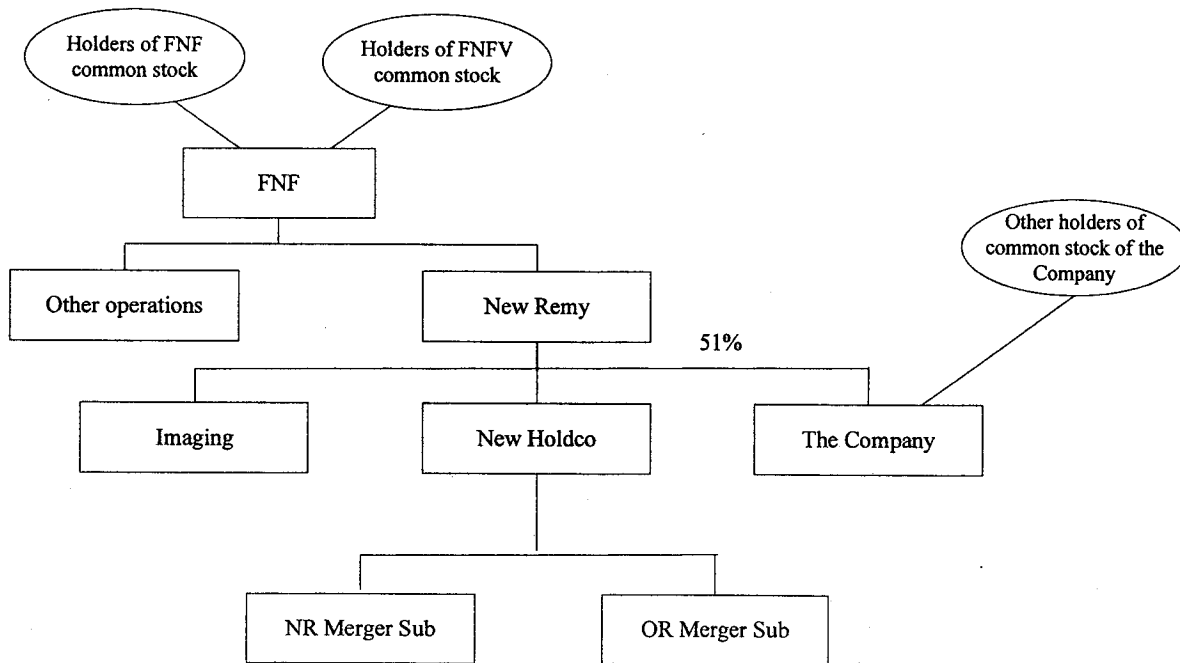 Holders of FNF
common stock
Holders of FNFV
common stock
FNF
Other holders of
common stock of the
Company
Other operations
New Remy
51%
Imaging
New Holdco
The Company
NR Merger Sub
OR Merger Sub